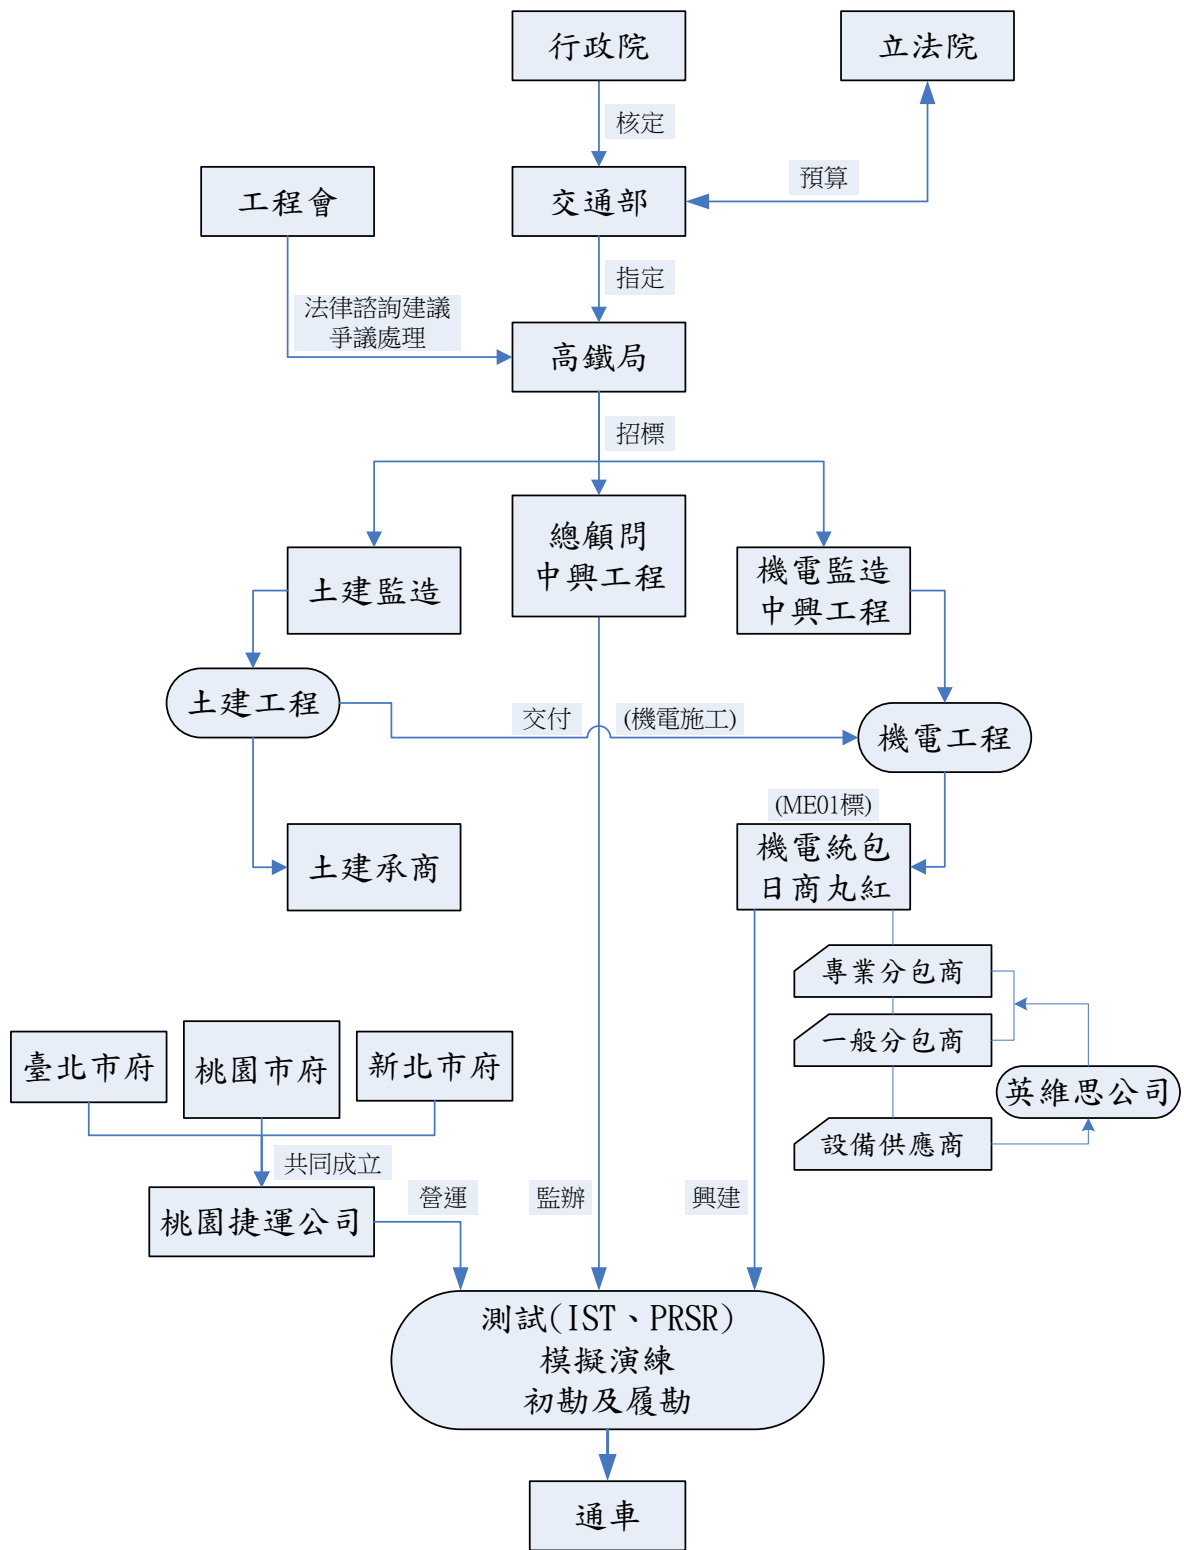 行政院
立法院
核定
預算
工程會
交通部
指定
法律諮詢建議
爭議處理
高鐵局
招標
土建監造
總顧問
中興工程
機電監造
中興工程
土建工程
交付
(機電施工)
機電工程
(ME01標)
土建承商
機電統包
日商丸紅
專業分包商
一般分包商
英維思公司
設備供應商
臺北市府
桃園市府
新北市府
共同成立
桃園捷運公司
營運
監辦
興建
測試(IST、PRSR)
模擬演練
初勘及履勘
通車